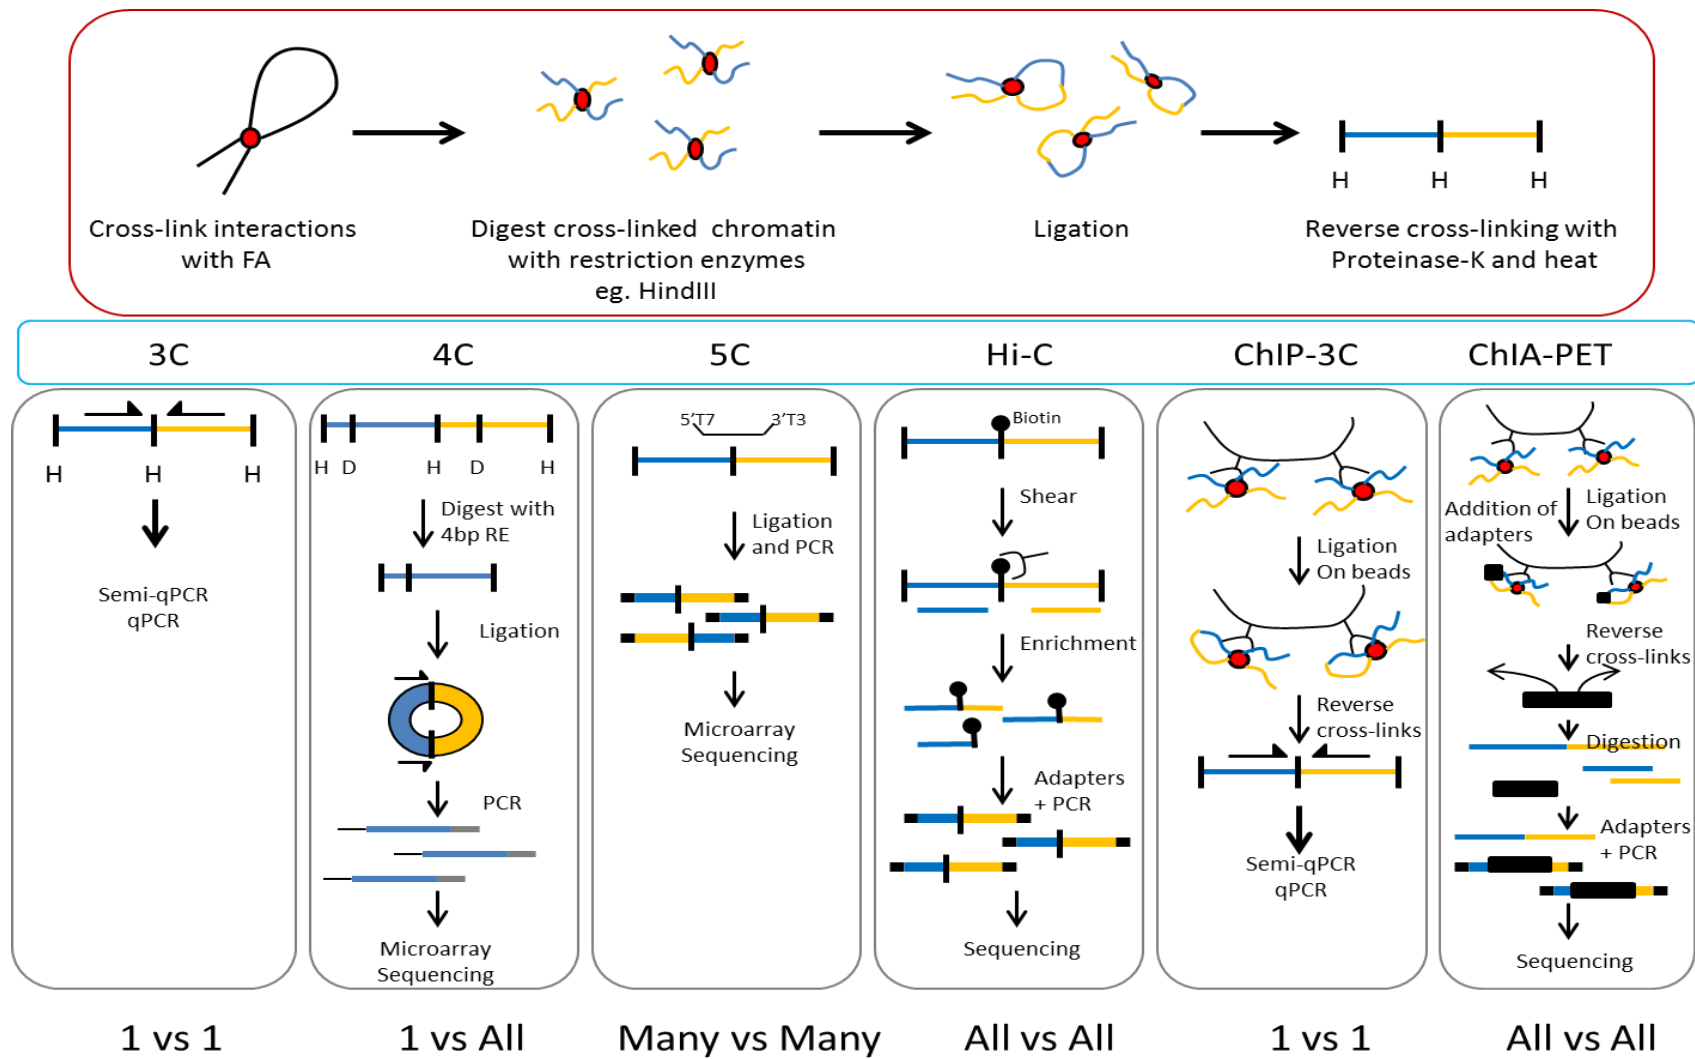 Cross-link interactions
with FA
Digest cross-linked chromatin
with restriction enzymes
eg. HindIII
Ligation
H H H
Reverse cross-linking with
Proteinase-K and heat
3C
4C
5C
Hi-C
ChIP-3C
ChIA-PET
H H H
Semi-qPCR
qPCR
1 vs 1
H D H D H
Digest with
4bp RE
Ligation
PCR
Microarray
Sequencing
1 vs All
5'T7 3'T3
Ligation
and PCR
Microarray
Sequencing
Many vs Many
Biotin
Shear
Enrichment
Adapters
+ PCR
Sequencing
All vs All
Ligation
On beads
Reverse
cross-links
Semi-qPCR
qPCR
1 vs 1
Addition of
adapters
Ligation
On beads
Reverse
cross-links
Digestion
Adapters
+ PCR
Sequencing
All vs All